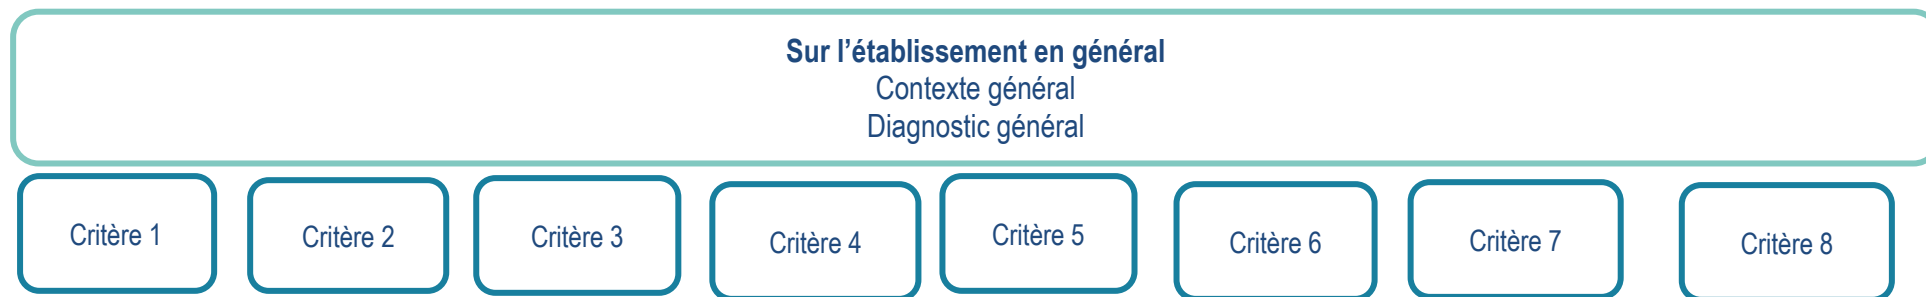 Sur l’établissement en général
Contexte général
Diagnostic général
Critère 1
Critère 2
Critère 3
Critère 4
Critère 5
Critère 6
Critère 7
Critère 8